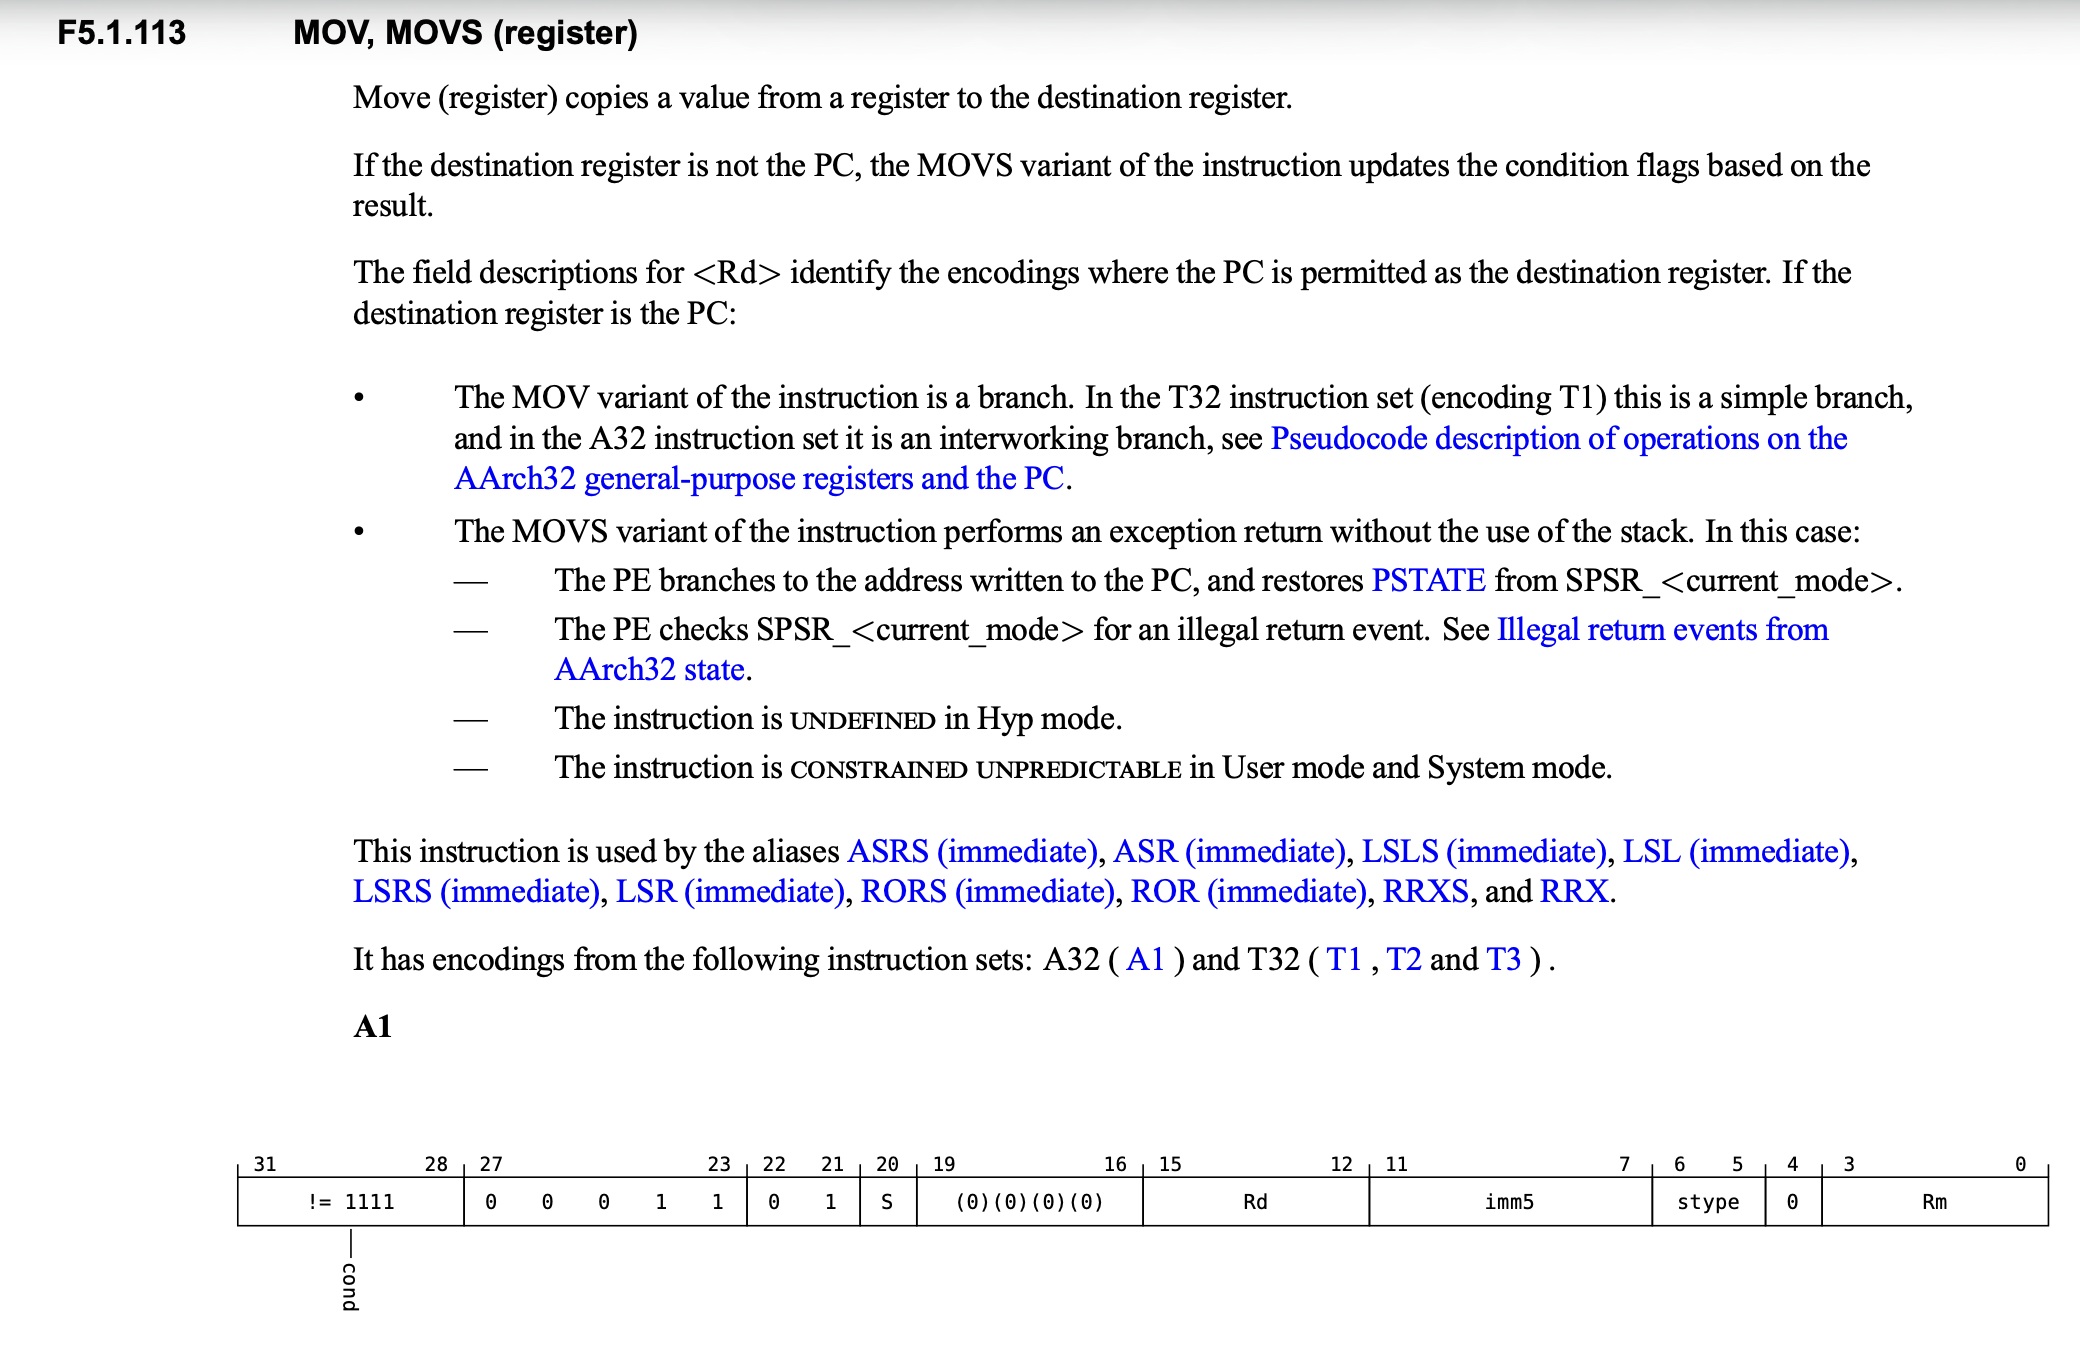 F5.1.113 MOV, MOVS (register)
Move (register) copies a value from a register to the destination register.
If the destination register is not the PC, the MOVS variant of the instruction updates the condition flags based on the
result.
The field descriptions for <Rd> identify the encodings where the PC is permitted as the destination register. If the
destination register is the PC:
• The MOV variant of the instruction is a branch. In the T32 instruction set (encoding T1) this is a simple branch,
and in the A32 instruction set it is an interworking branch, see Pseudocode description of operations on the
AArch32 general-purpose registers and the PC.
• The MOVS variant of the instruction performs an exception return without the use of the stack. In this case:
— The PE branches to the address written to the PC, and restores PSTATE from SPSR_<current_mode>.
— The PE checks SPSR_<current_mode> for an illegal return event. See Illegal return events from
AArch32 state.
— The instruction is UNDEFINED in Hyp mode.
— The instruction is CONSTRAINED UNPREDICTABLE in User mode and System mode.
This instruction is used by the aliases ASRS (immediate), ASR (immediate), LSLS (immediate), LSL (immediate),
LSRS (immediate), LSR (immediate), RORS (immediate), ROR (immediate), RRXS, and RRX.
It has encodings from the following instruction sets: A32 ( A1 ) and T32 ( T1 , T2 and T3 ) .
A1
31 28 27 23 22 21 20 19 16 15 12 11 7 6 5 4 3 0
!= 1111 0 0 0 1 1 0 1 S (0)(0)(0)(0) Rd imm5 stype 0 Rm
cond